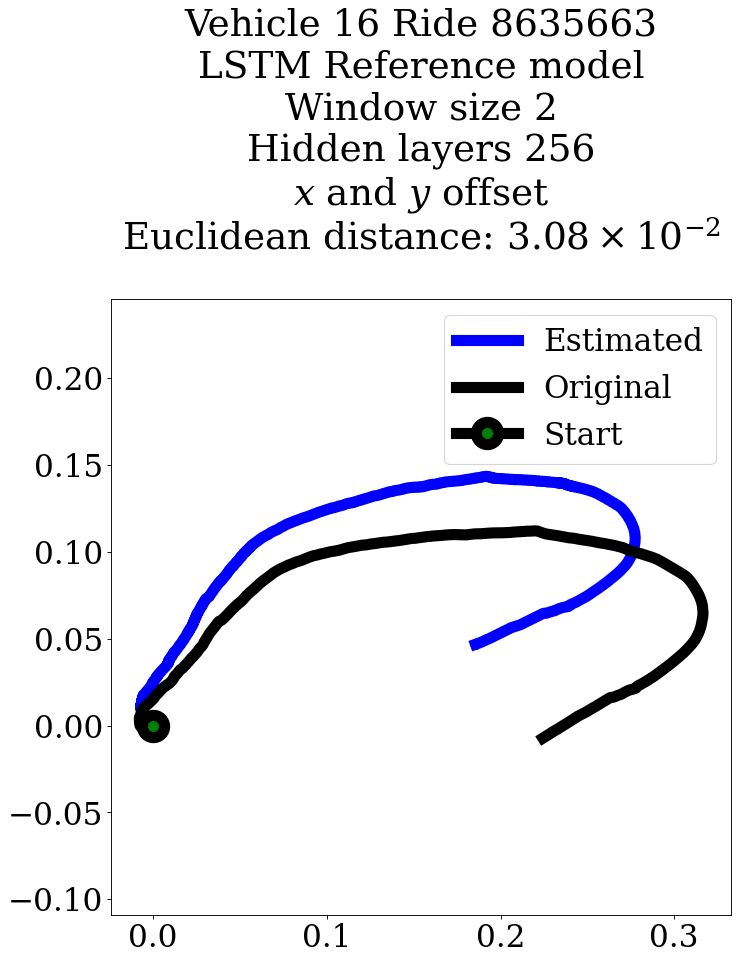 Vehicle 16 Ride 8635663
LSTM Reference model
Window size 2
Hidden layers 256
x and y offset
Euclidean distance: 3.08 × 10⁻²
Estimated
Original
Start
0.20
0.15
0.10
0.05
0.00
−0.05
−0.10
0.0 0.1 0.2 0.3